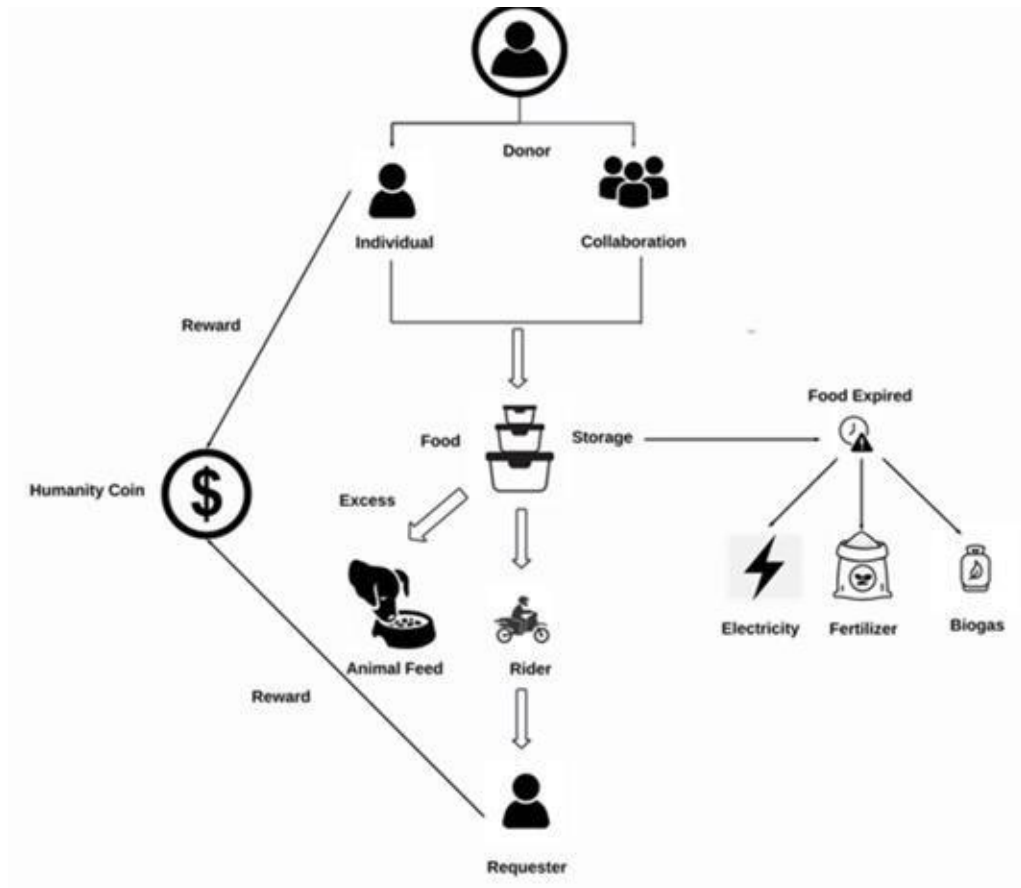 Donor
Individual
Collaboration
Reward
Food Expired
Food
Storage
Humanity Coin
$
Excess
Electricity
Fertilizer
Biogas
Animal Feed
Rider
Reward
Requester